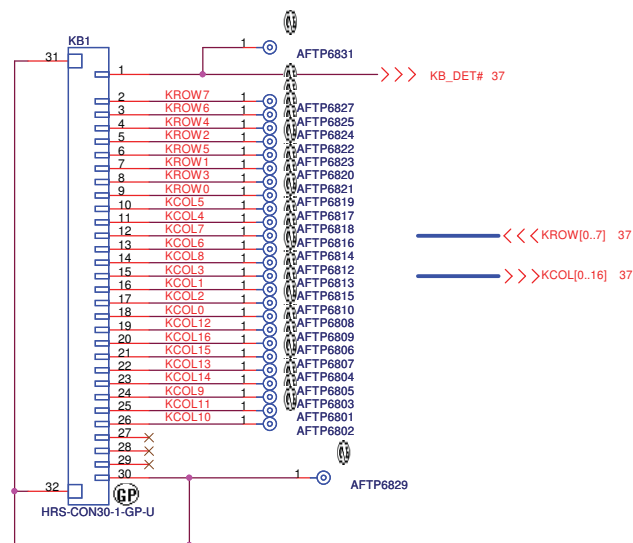 KB1
31
1
AFTP6831
1
KB_DET# 37
2 KROW7 1
AFTP6827
3 KROW6 1
AFTP6825
4 KROW4 1
AFTP6824
5 KROW2 1
AFTP6822
6 KROW5 1
AFTP6823
7 KROW1 1
AFTP6820
8 KROW3 1
AFTP6821
9 KROW0 1
AFTP6819
10 KCOL5 1
AFTP6817
11 KCOL4 1
AFTP6818
12 KCOL7 1
KROW[0..7] 37
AFTP6816
13 KCOL6 1
AFTP6814
14 KCOL8 1
AFTP6812
15 KCOL3 1
KCOL[0..16] 37
AFTP6813
16 KCOL1 1
AFTP6815
17 KCOL2 1
AFTP6810
18 KCOL0 1
AFTP6808
19 KCOL12 1
AFTP6809
20 KCOL16 1
AFTP6806
21 KCOL15 1
AFTP6807
22 KCOL13 1
AFTP6804
23 KCOL14 1
AFTP6805
24 KCOL9 1
AFTP6803
25 KCOL11 1
AFTP6801
26 KCOL10 1
AFTP6802
27
28
29
30
1
AFTP6829
32
GP
HRS-CON30-1-GP-U